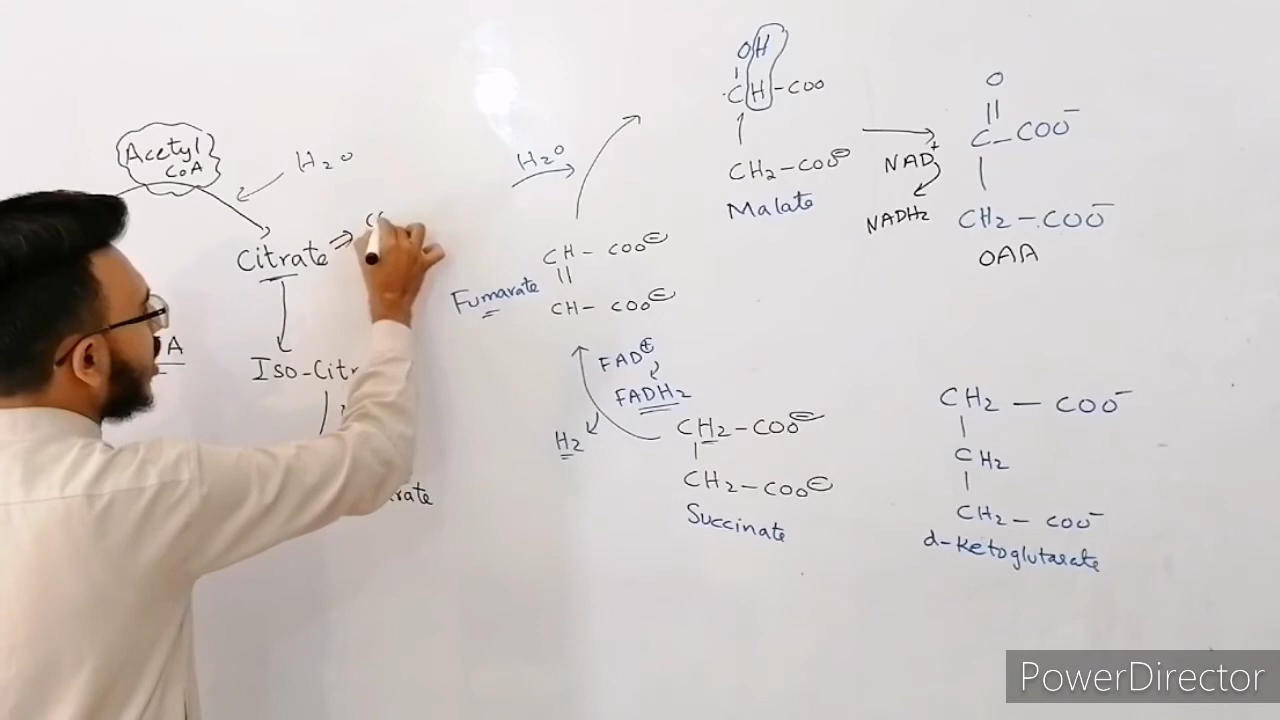 Acetyl
CoA
H2O
Citrate
A
Iso-Citr
rate
H2O
Fumarate
CH - COO⊖
||
CH - COO⊖
FAD⊕
FADH2
H2
CH2 - COO⊖
|
CH2 - COO⊖
Succinate
OH
|
CH - COO
|
CH2 - COO⊖
Malate
NAD+
NADH2
O
||
C - COO-
|
CH2 - COO-
OAA
CH2 - COO-
|
CH2
|
CH2 - COO-
d-Ketoglutarate
PowerDirector